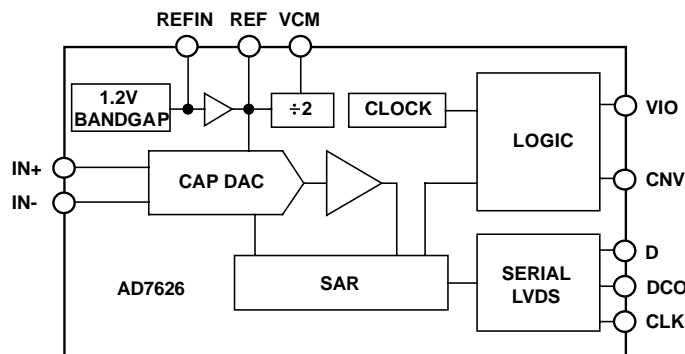 REFIN REF VCM
1.2V
BANDGAP
÷2
CLOCK
LOGIC
VIO
IN+
CAP DAC
CNV
IN-
D
SERIAL
LVDS
AD7626
SAR
DCO
CLK